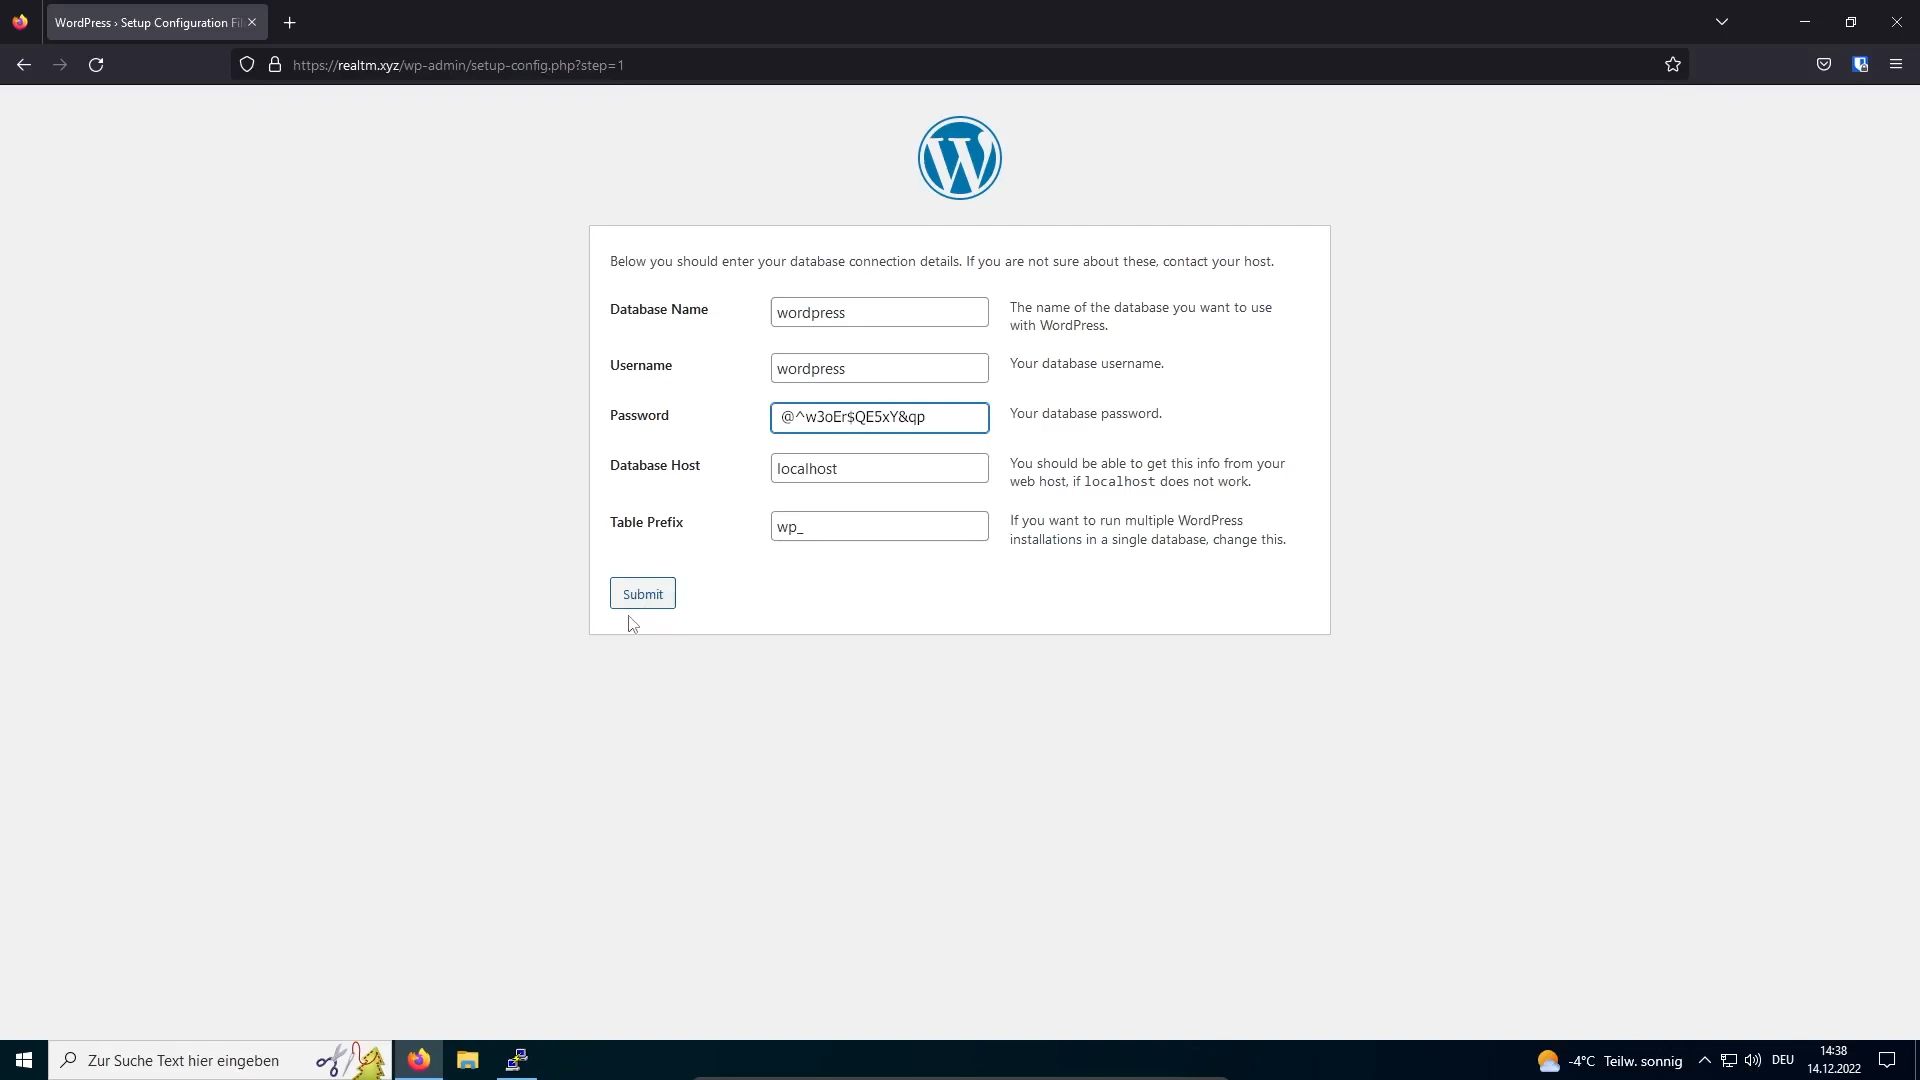 WordPress › Setup Configuration Fil
https://realtm.xyz/wp-admin/setup-config.php?step=1
Below you should enter your database connection details. If you are not sure about these, contact your host.
Database Name
wordpress
The name of the database you want to use
with WordPress.
Username
wordpress
Your database username.
Password
@^w3oEr$QE5xY&qp
Your database password.
Database Host
localhost
You should be able to get this info from your
web host, if localhost does not work.
Table Prefix
wp_
If you want to run multiple WordPress
installations in a single database, change this.
Submit
Zur Suche Text hier eingeben
-4°C Teilw. sonnig
DEU
14:38
14.12.2022